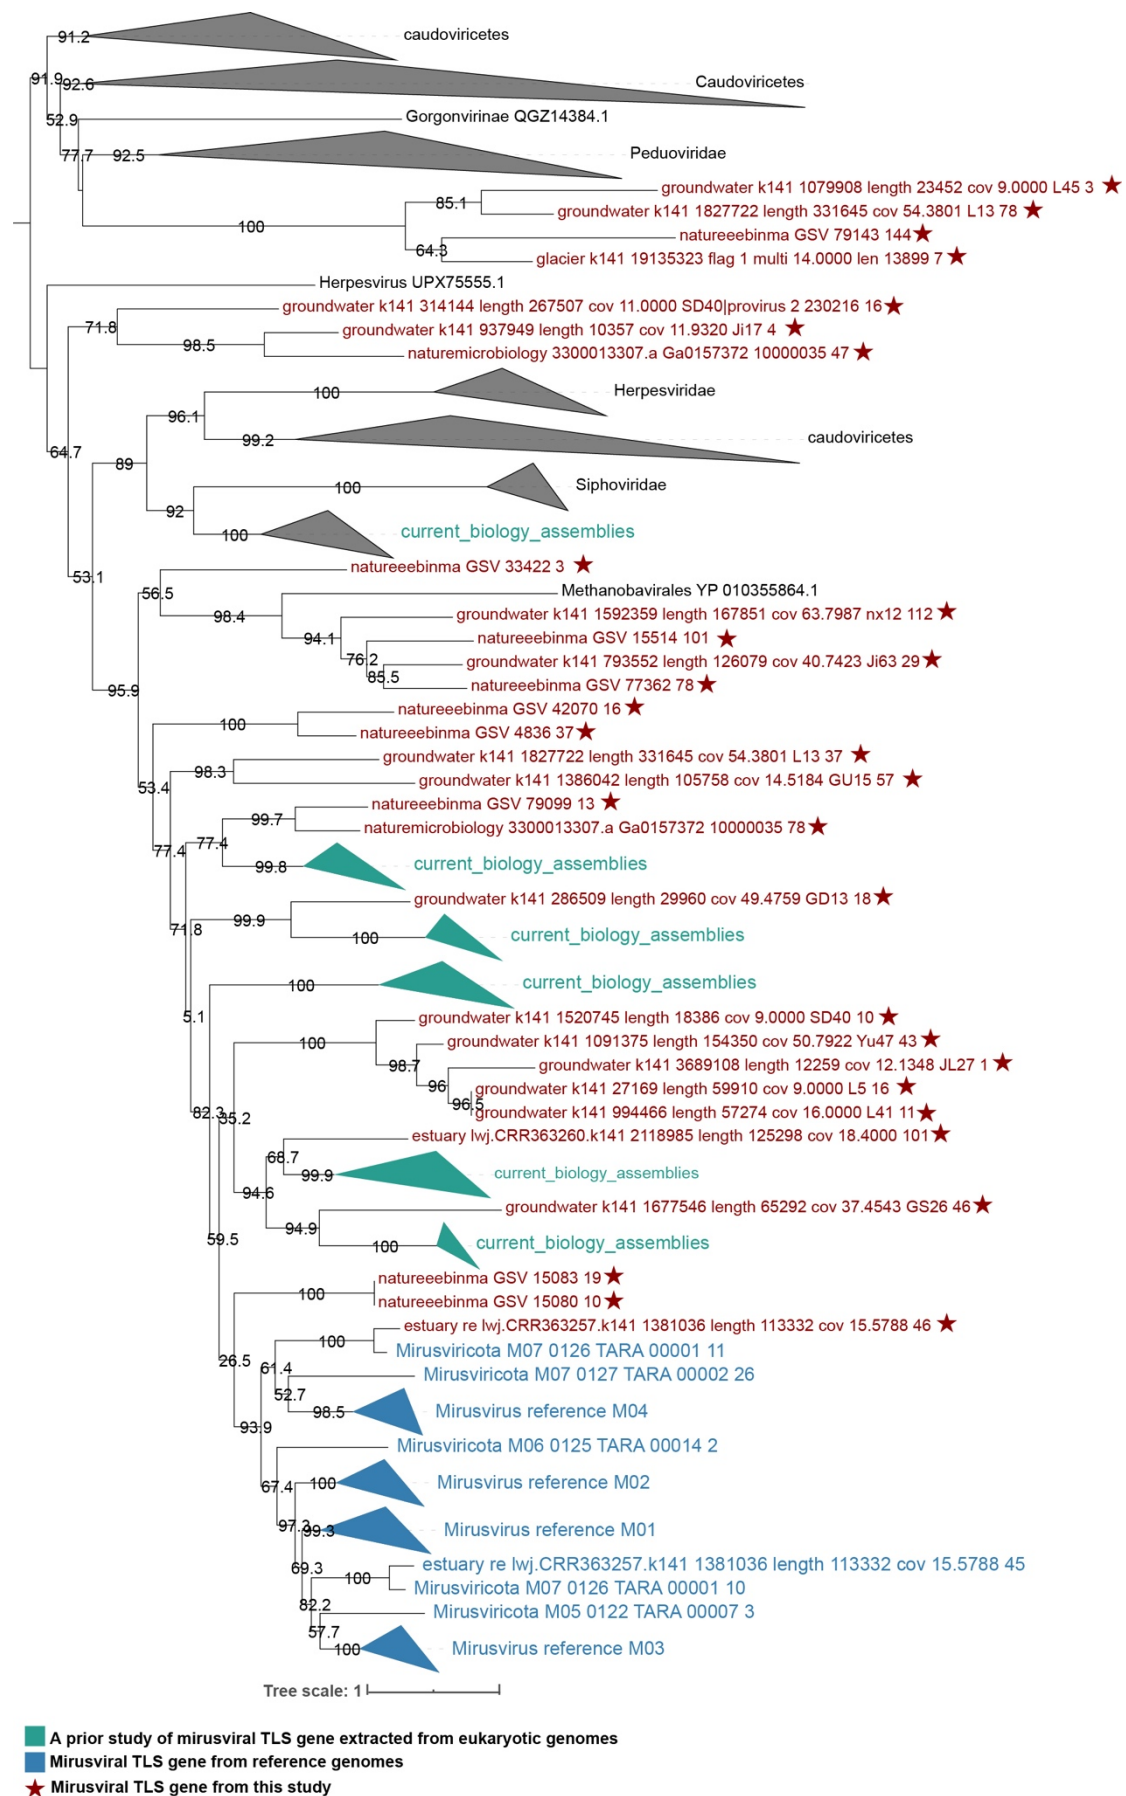 91.2
caudoviricetes
91.9
92.6
Caudoviricetes
52.9
Gorgonvirinae QGZ14384.1
77.7
92.5
Peduoviridae
groundwater k141 1079908 length 23452 cov 9.0000 L45 3
85.1
groundwater k141 1827722 length 331645 cov 54.3801 L13 78
100
natureeebinma GSV 79143 144
64.3
glacier k141 19135323 flag 1 multi 14.0000 len 13899 7
Herpesvirus UPX75555.1
groundwater k141 314144 length 267507 cov 11.0000 SD40|provirus 2 230216 16
71.8
groundwater k141 937949 length 10357 cov 11.9320 Ji17 4
98.5
naturemicrobiology 3300013307.a Ga0157372 10000035 47
100
Herpesviridae
96.1
99.2
caudoviricetes
64.7
89
100
Siphoviridae
92
100
current_biology_assemblies
natureeebinma GSV 33422 3
53.1
56.5
Methanobavirales YP 010355864.1
98.4
groundwater k141 1592359 length 167851 cov 63.7987 nx12 112
94.1
natureeebinma GSV 15514 101
76.2
groundwater k141 793552 length 126079 cov 40.7423 Ji63 29
85.5
natureeebinma GSV 77362 78
95.9
natureeebinma GSV 42070 16
100
natureeebinma GSV 4836 37
groundwater k141 1827722 length 331645 cov 54.3801 L13 37
98.3
groundwater k141 1386042 length 105758 cov 14.5184 GU15 57
53.4
natureeebinma GSV 79099 13
99.7
naturemicrobiology 3300013307.a Ga0157372 10000035 78
77.4
77.4
99.8
current_biology_assemblies
groundwater k141 286509 length 29960 cov 49.4759 GD13 18
99.9
71.8
100
current_biology_assemblies
100
current_biology_assemblies
5.1
groundwater k141 1520745 length 18386 cov 9.0000 SD40 10
100
groundwater k141 1091375 length 154350 cov 50.7922 Yu47 43
98.7
groundwater k141 3689108 length 12259 cov 12.1348 JL27 1
96
groundwater k141 27169 length 59910 cov 9.0000 L5 16
96.5
groundwater k141 994466 length 57274 cov 16.0000 L41 11
82.3
35.2
estuary lwj.CRR363260.k141 2118985 length 125298 cov 18.4000 101
68.7
99.9
current_biology_assemblies
94.6
groundwater k141 1677546 length 65292 cov 37.4543 GS26 46
94.9
59.5
100
current_biology_assemblies
natureeebinma GSV 15083 19
100
natureeebinma GSV 15080 10
estuary re lwj.CRR363257.k141 1381036 length 113332 cov 15.5788 46
100
Mirusviricota M07 0126 TARA 00001 11
26.5
61.4
Mirusviricota M07 0127 TARA 00002 26
52.7
98.5
Mirusvirus reference M04
93.9
Mirusviricota M06 0125 TARA 00014 2
67.4
100
Mirusvirus reference M02
97.3
99.3
Mirusvirus reference M01
69.3
estuary re lwj.CRR363257.k141 1381036 length 113332 cov 15.5788 45
100
Mirusviricota M07 0126 TARA 00001 10
82.2
Mirusviricota M05 0122 TARA 00007 3
57.7
100
Mirusvirus reference M03
Tree scale: 1
A prior study of mirusviral TLS gene extracted from eukaryotic genomes
Mirusviral TLS gene from reference genomes
Mirusviral TLS gene from this study